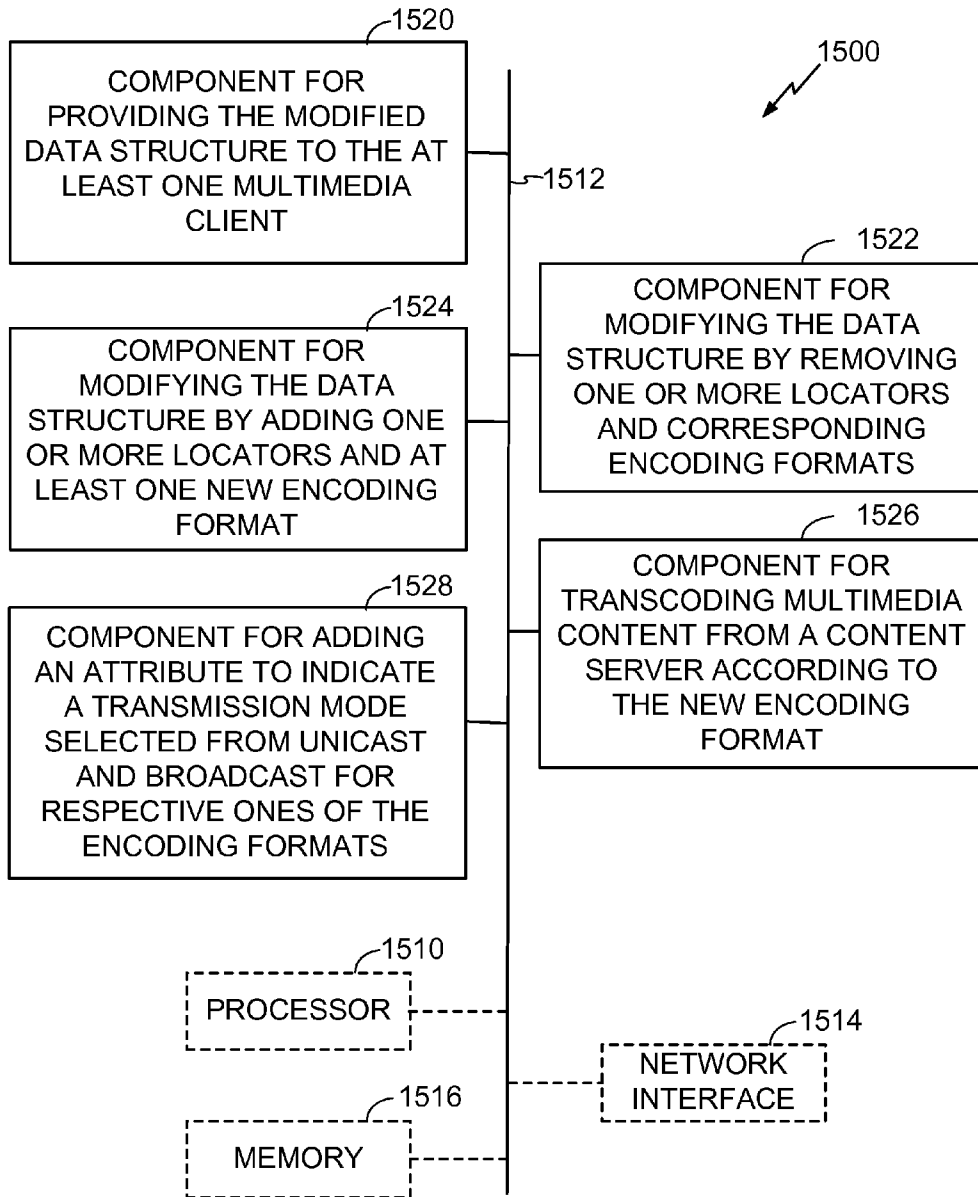 1520
COMPONENT FOR
PROVIDING THE MODIFIED
DATA STRUCTURE TO THE AT
LEAST ONE MULTIMEDIA
CLIENT
1500
1512
1522
COMPONENT FOR
MODIFYING THE DATA
STRUCTURE BY REMOVING
ONE OR MORE LOCATORS
AND CORRESPONDING
ENCODING FORMATS
1524
COMPONENT FOR
MODIFYING THE DATA
STRUCTURE BY ADDING ONE
OR MORE LOCATORS AND AT
LEAST ONE NEW ENCODING
FORMAT
1526
COMPONENT FOR
TRANSCODING MULTIMEDIA
CONTENT FROM A CONTENT
SERVER ACCORDING TO
THE NEW ENCODING
FORMAT
1528
COMPONENT FOR ADDING
AN ATTRIBUTE TO INDICATE
A TRANSMISSION MODE
SELECTED FROM UNICAST
AND BROADCAST FOR
RESPECTIVE ONES OF THE
ENCODING FORMATS
1510
PROCESSOR
1514
NETWORK
INTERFACE
1516
MEMORY